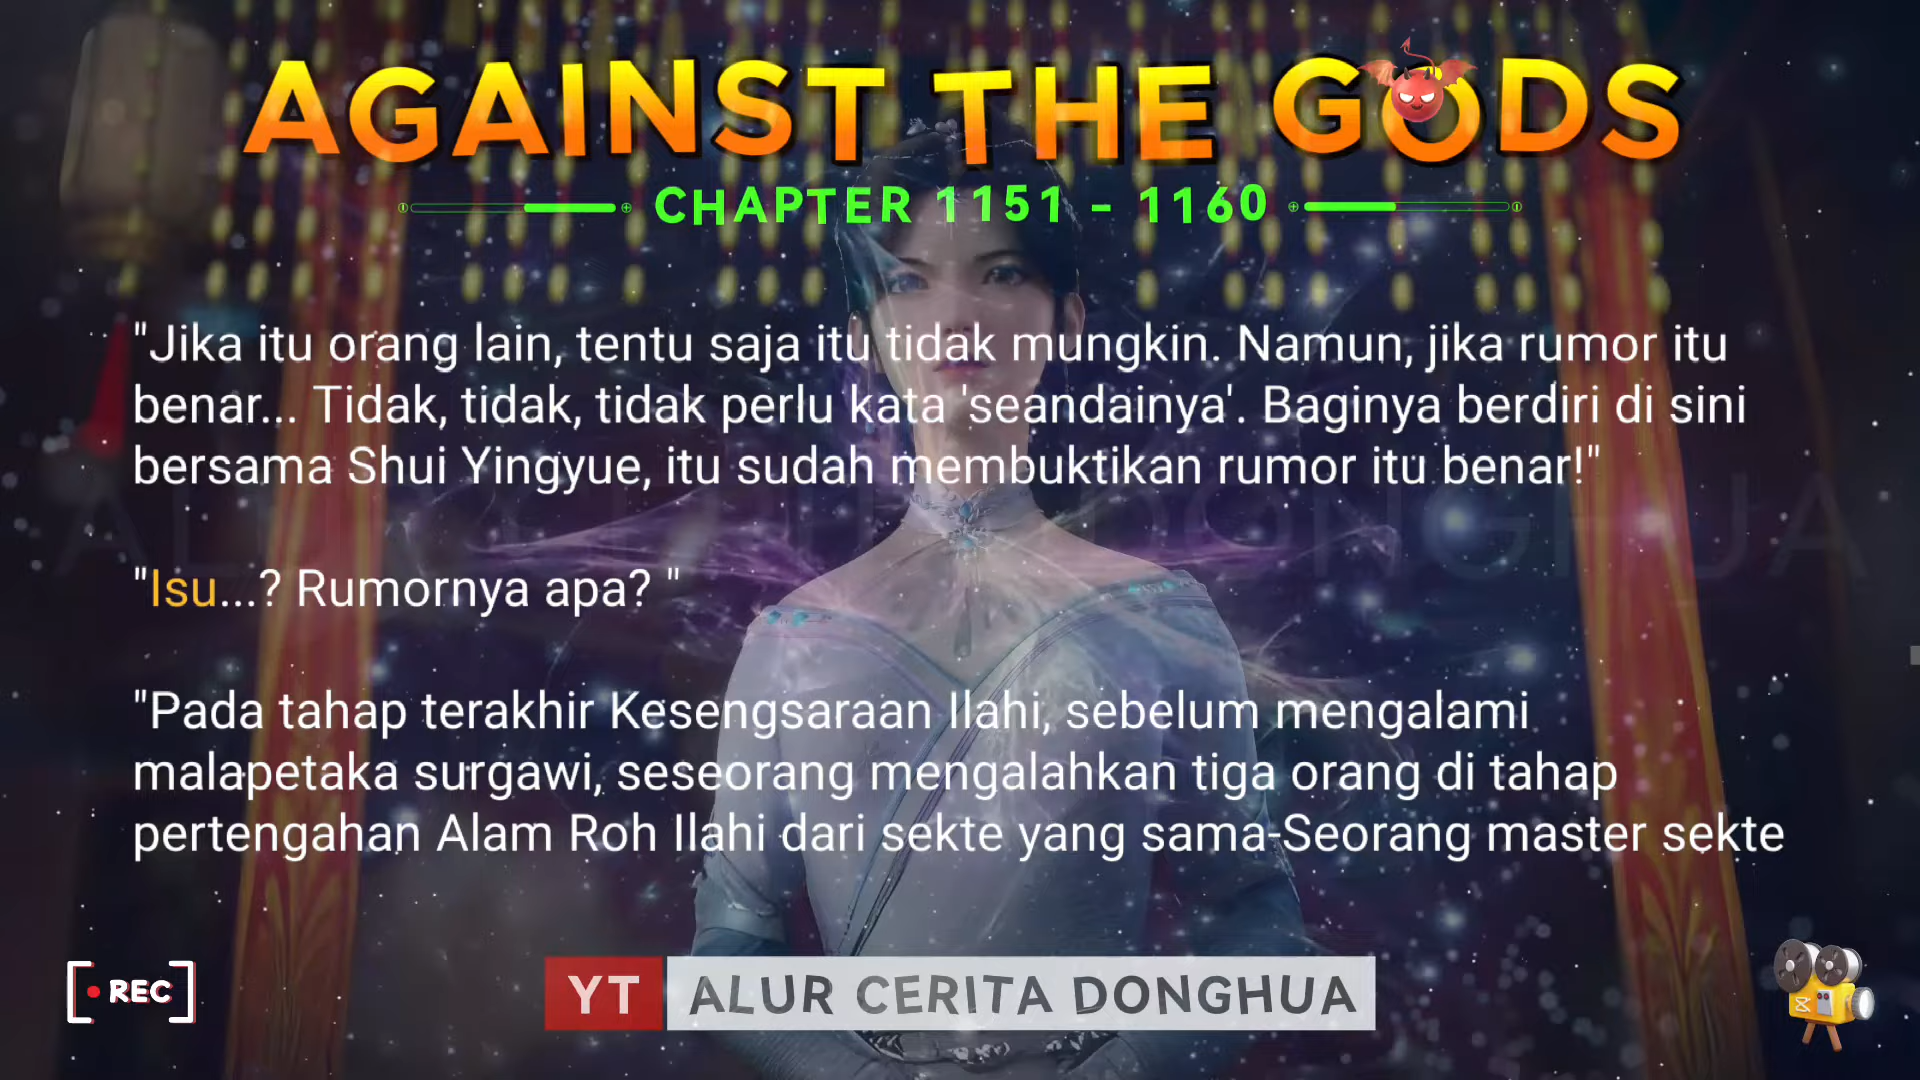 AGAINST THE GODS
CHAPTER 1151 - 1160
"Jika itu orang lain, tentu saja itu tidak mungkin. Namun, jika rumor itu
benar... Tidak, tidak, tidak perlu kata 'seandainya'. Baginya berdiri di sini
bersama Shui Yingyue, itu sudah membuktikan rumor itu benar!"
"Isu...? Rumornya apa? "
"Pada tahap terakhir Kesengsaraan Ilahi, sebelum mengalami
malapetaka surgawi, seseorang mengalahkan tiga orang di tahap
pertengahan Alam Roh Ilahi dari sekte yang sama-Seorang master sekte
REC
YT ALUR CERITA DONGHUA